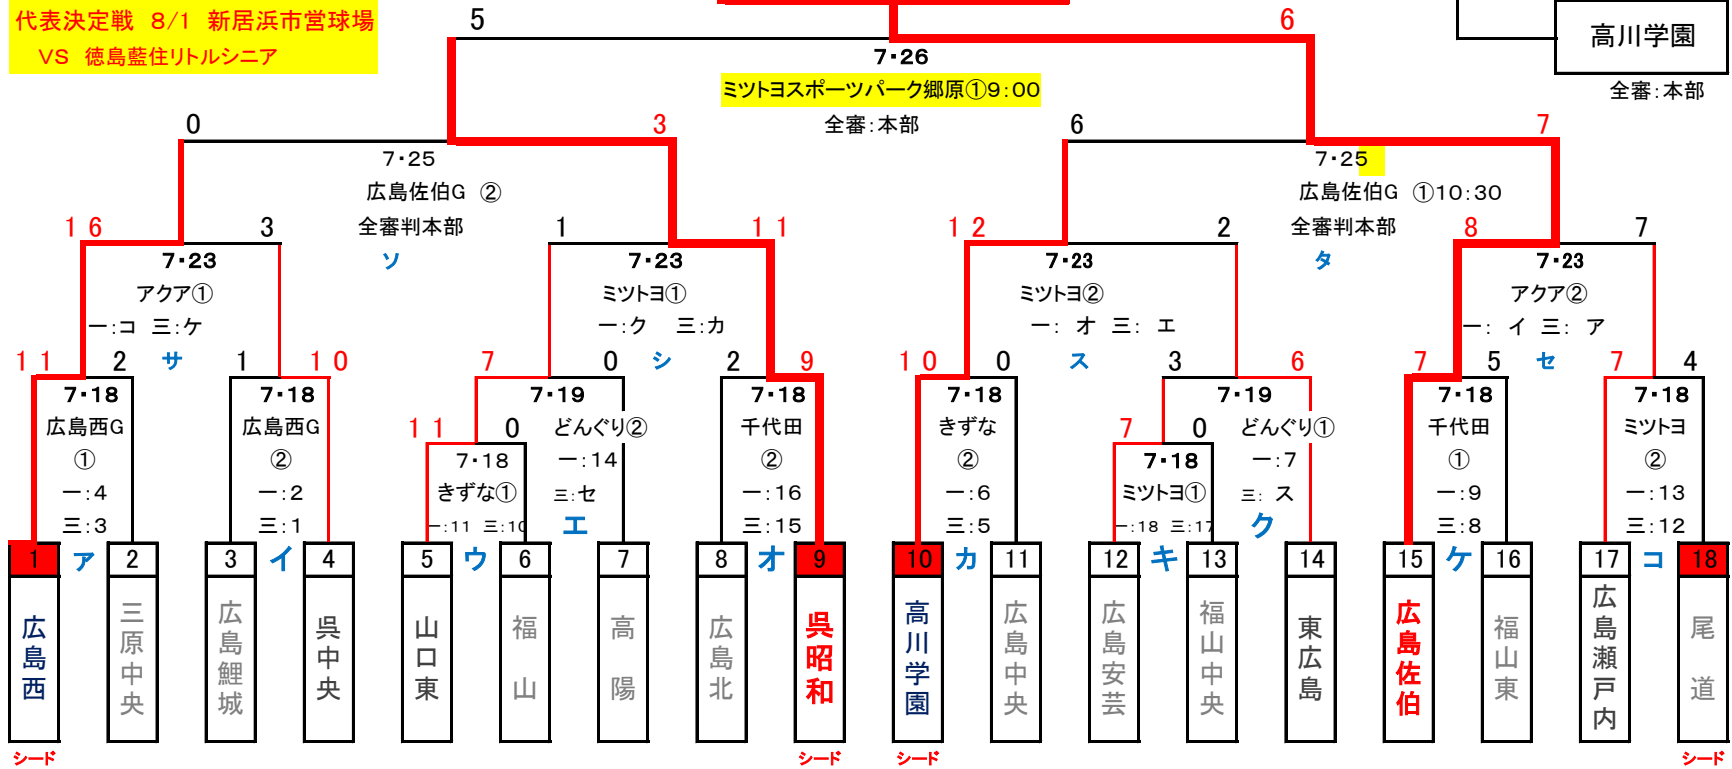 代表決定戦 8/1 新居浜市営球場
VS 徳島藍住リトルシニア
5
6
7・26
ミツトヨスポーツパーク郷原①9:00
全審:本部
高川学園
全審:本部
0
3
6
7
7・25
広島佐伯G ②
全審判本部
ソ
7・25
広島佐伯G ①10:30
全審判本部
タ
16
3
1
11
12
2
8
7
7・23
アクア①
一:コ 三:ケ
サ
7・23
ミツトヨ①
一:ク 三:カ
シ
7・23
ミツトヨ②
一: オ 三: エ
ス
7・23
アクア②
一: イ 三: ア
セ
11
2
1
10
7
0
2
9
10
0
3
6
7
5
7
4
7・18
広島西G
①
一:4
三:3
7・18
広島西G
②
一:2
三:1
7・19
どんぐり②
一:14
三:セ
エ
11
0
7・18
きずな①
一:11 三:10
7・18
千代田
②
一:16
三:15
7・18
きずな
②
一:6
三:5
7・19
どんぐり①
一:7
三: ス
ク
7
0
7・18
ミツトヨ①
一:18 三:17
7・18
千代田
①
一:9
三:8
7・18
ミツトヨ
②
一:13
三:12
1
ア
2
3
イ
4
5
ウ
6
7
8
オ
9
10
カ
11
12
キ
13
14
15
ケ
16
17
コ
18
広島西
三原中央
広島鯉城
呉中央
山口東
福山
高陽
広島北
呉昭和
高川学園
広島中央
広島安芸
福山中央
東広島
広島佐伯
福山東
広島瀬戸内
尾道
シード
シード
シード
シード